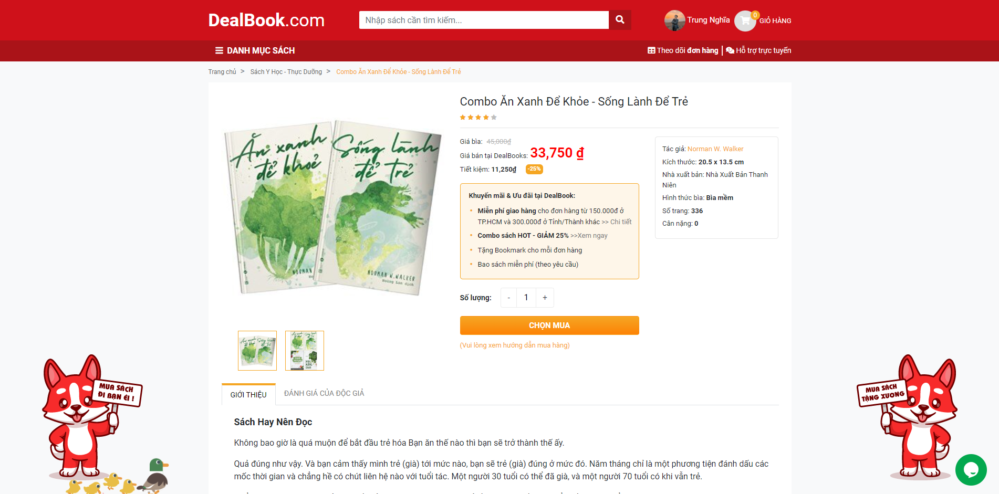 DealBook.com
Nhập sách cần tìm kiếm...
Trung Nghĩa
0
GIỎ HÀNG
DANH MỤC SÁCH
Theo dõi đơn hàng | Hỗ trợ trực tuyến
Trang chủ > Sách Y Học - Thực Dưỡng > Combo Ăn Xanh Để Khỏe - Sống Lành Để Trẻ
Combo Ăn Xanh Để Khỏe - Sống Lành Để Trẻ
Ăn xanh
để khoẻ
NORMAN
Sống lành
để trẻ
NORMAN W.WALKER
Hoàng Lan dịch
Giá bìa: 45,000₫
Giá bán tại DealBooks: 33,750 ₫
Tiết kiệm: 11,250₫ -25%
Khuyến mãi & Ưu đãi tại DealBook:
• Miễn phí giao hàng cho đơn hàng từ 150.000đ ở
TP.HCM và 300.000đ ở Tỉnh/Thành khác >> Chi tiết
• Combo sách HOT - GIẢM 25% >>Xem ngay
• Tặng Bookmark cho mỗi đơn hàng
• Bao sách miễn phí (theo yêu cầu)
Số lượng: - 1 +
CHỌN MUA
(Vui lòng xem hướng dẫn mua hàng)
Tác giả: Norman W. Walker
Kích thước: 20.5 x 13.5 cm
Nhà xuất bản: Nhà Xuất Bản Thanh
Niên
Hình thức bìa: Bìa mềm
Số trang: 336
Cân nặng: 0
GIỚI THIỆU
ĐÁNH GIÁ CỦA ĐỘC GIẢ
Sách Hay Nên Đọc
Không bao giờ là quá muộn để bắt đầu trẻ hóa Bạn ăn thế nào thì bạn sẽ trở thành thế ấy.
Quả đúng như vậy. Và bạn cảm thấy mình trẻ (già) tới mức nào, bạn sẽ trẻ (già) đúng ở mức đó. Năm tháng chỉ là một phương tiện đánh dấu các
mốc thời gian và chẳng hề có chút liên hệ nào với tuổi tác. Một người 30 tuổi có thể đã già, và một người 70 tuổi có khi vẫn trẻ.
MUA SÁCH
ĐI BẠN ÊI !
MUA SÁCH
TẶNG XƯƠNG